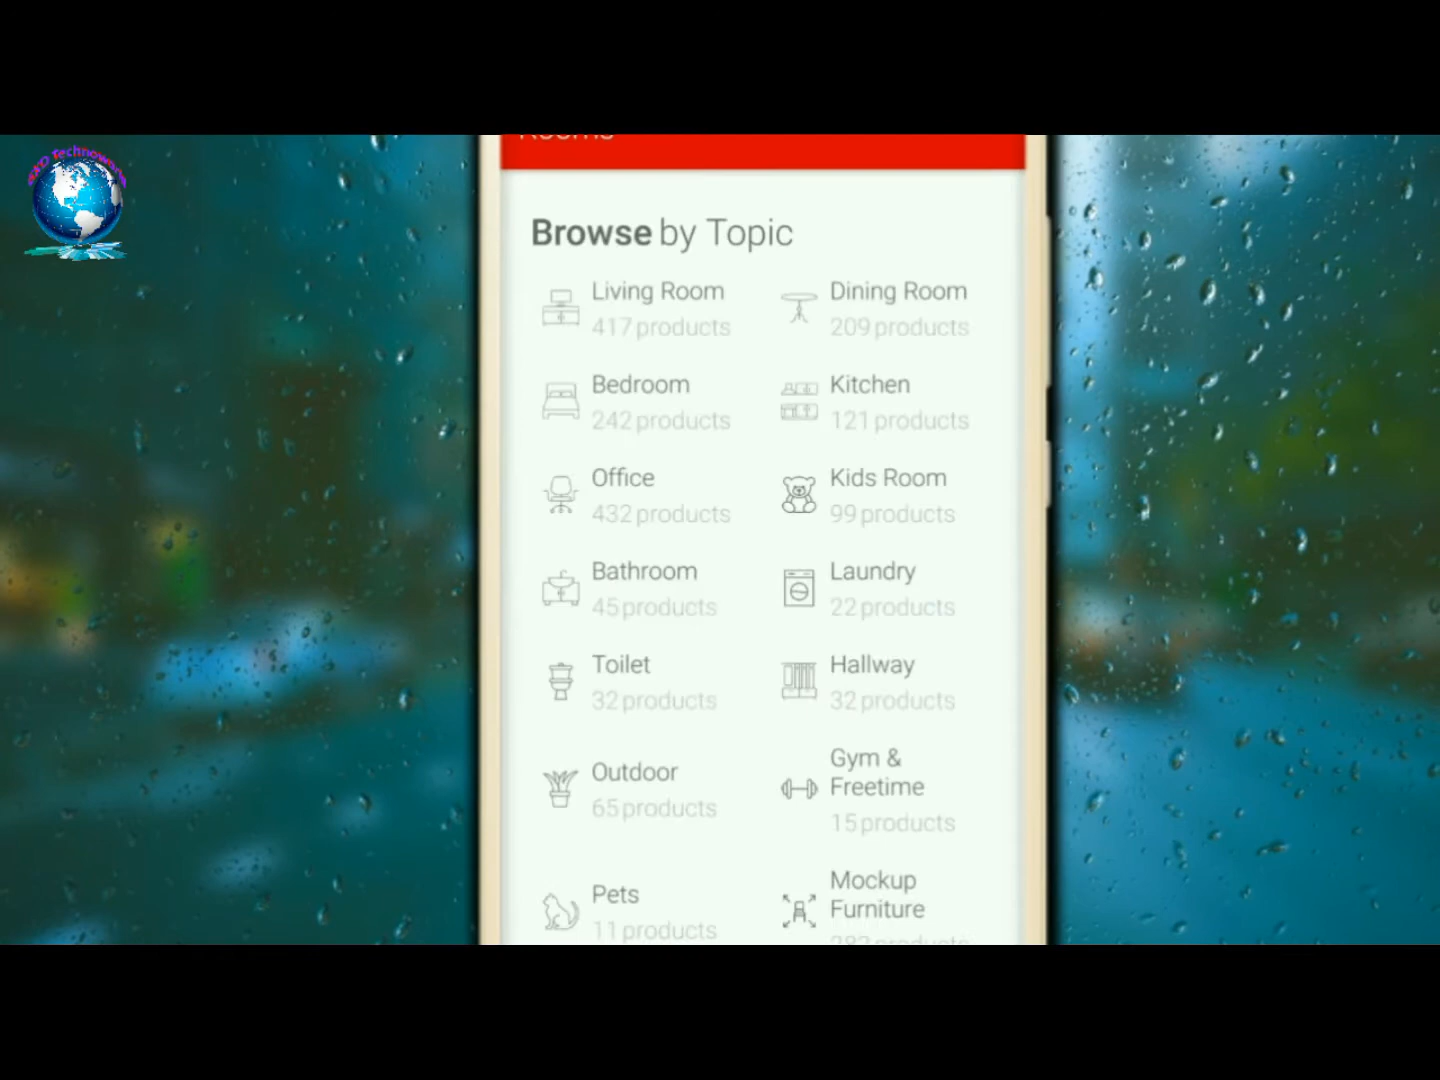 Rooms
Browse by Topic
Living Room
417 products
Dining Room
209 products
Bedroom
242 products
Kitchen
121 products
Office
432 products
Kids Room
99 products
Bathroom
45 products
Laundry
22 products
Toilet
32 products
Hallway
32 products
Outdoor
65 products
Gym &
Freetime
15 products
Pets
11 products
Mockup
Furniture
products